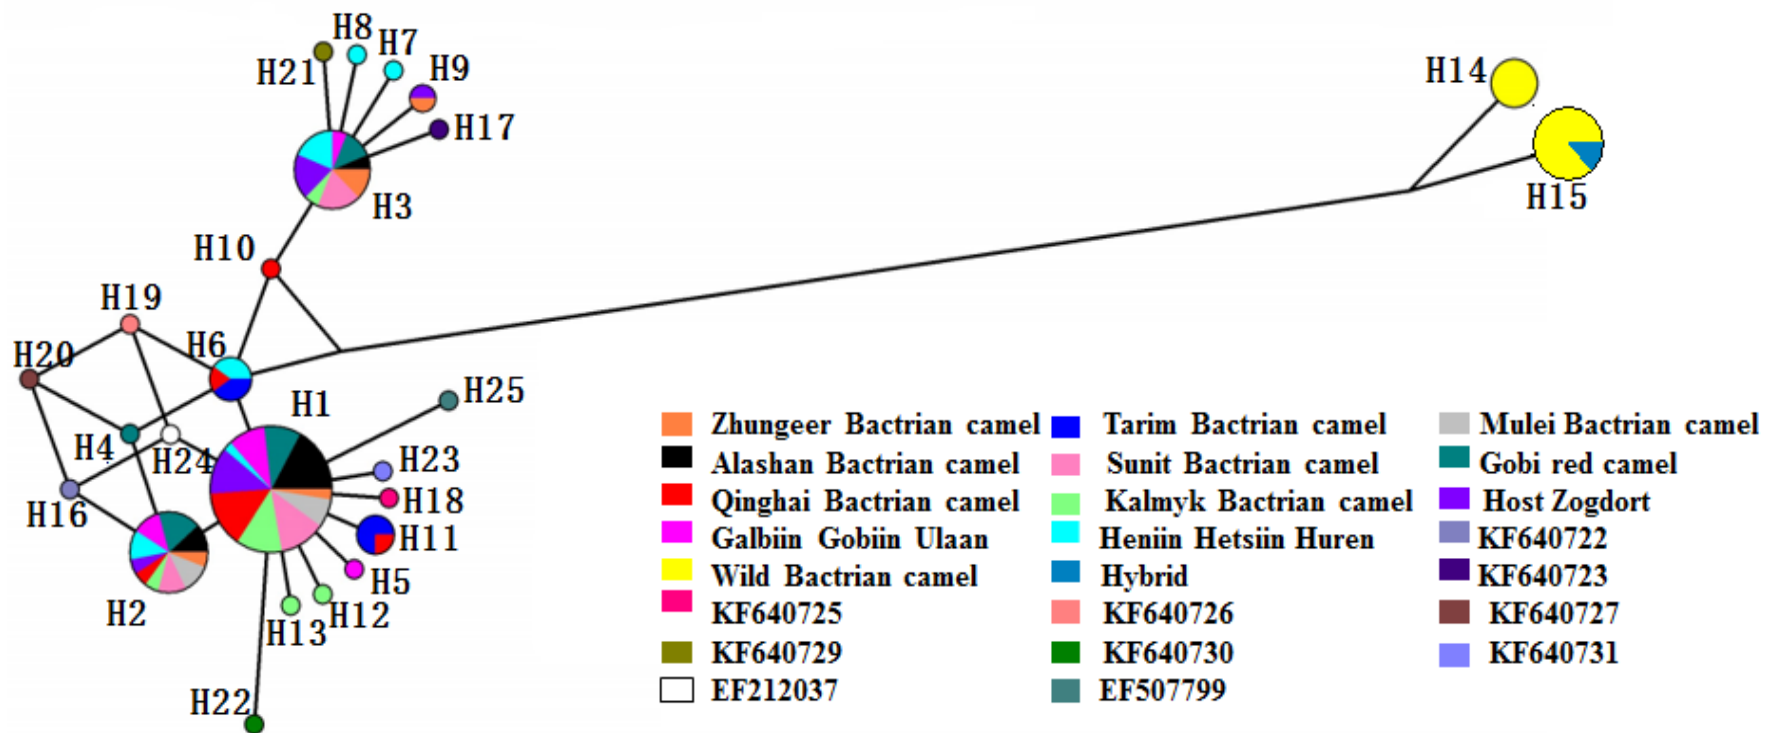 H8
H7
H21
H9
H17
H3
H14
H15
H10
H19
H6
H20
H1
H25
H4
H24
H23
H18
H16
H11
H5
H2
H12
H13
H22
Zhungeer Bactrian camel Tarim Bactrian camel Mulei Bactrian camel
Alashan Bactrian camel Sunit Bactrian camel Gobi red camel
Qinghai Bactrian camel Kalmyk Bactrian camel Host Zogdort
Galbiin Gobiin Ulaan Heniin Hetsiin Huren KF640722
Wild Bactrian camel Hybrid KF640723
KF640725 KF640726 KF640727
KF640729 KF640730 KF640731
EF212037 EF507799